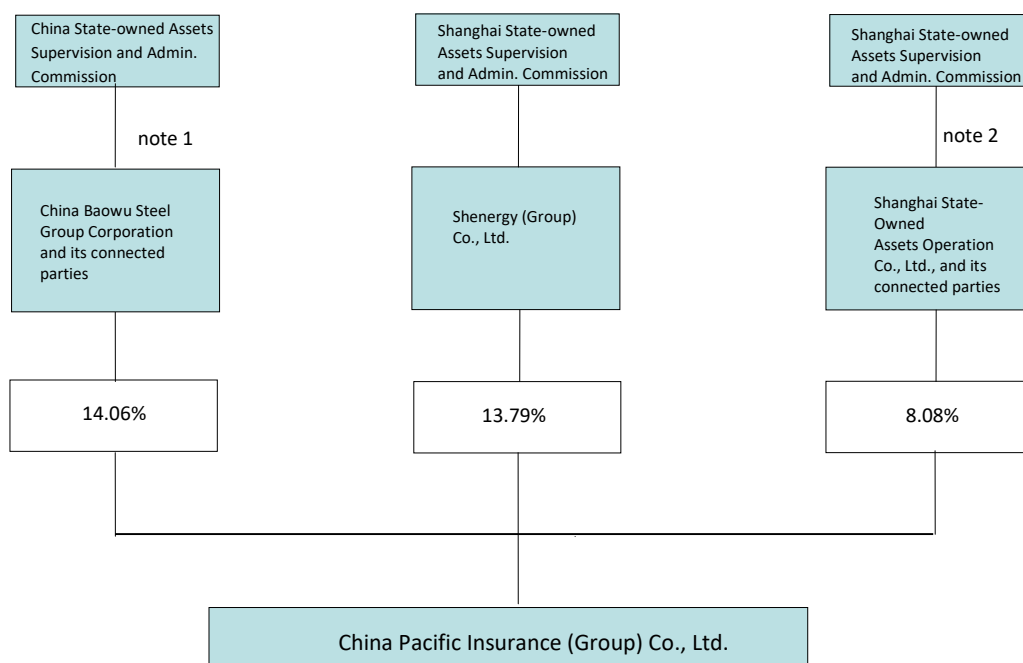 China State-owned Assets
Supervision and Admin.
Commission
Shanghai State-owned
Assets Supervision
and Admin. Commission
Shanghai State-owned
Assets Supervision
and Admin. Commission
note 1
note 2
China Baowu Steel
Group Corporation
and its connected
parties
Shenergy (Group)
Co., Ltd.
Shanghai State-
Owned
Assets Operation
Co., Ltd., and its
connected parties
14.06%
13.79%
8.08%
China Pacific Insurance (Group) Co., Ltd.